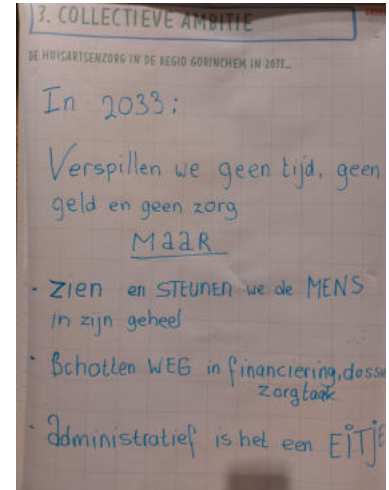 3. COLLECTIEVE AMBITIE
DE HUISARTSENZORG IN DE REGIO GORINCHEM IN 2033...
In 2033:
Verspillen we geen tijd, geen
geld en geen zorg
MAAR
- Zien en STEUNEN we de MENS
in zijn geheel
- Schotten WEG in financiering, doss
zorgtaak
- administratief is het een EITJE